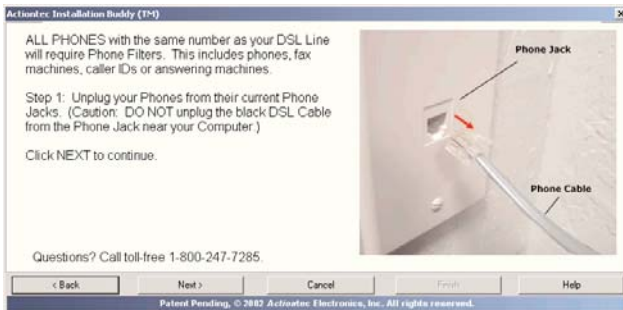 Actiontec Installation Buddy (TM)
ALL PHONES with the same number as your DSL Line
will require Phone Filters. This includes phones, fax
machines, caller IDs or answering machines.
Step 1: Unplug your Phones from their current Phone
Jacks. (Caution: DO NOT unplug the black DSL Cable
from the Phone Jack near your Computer.)
Click NEXT to continue.
Questions? Call toll-free 1-800-247-7285.
Phone Jack
Phone Cable
< Back
Next >
Cancel
Finish
Help
Patent Pending, © 2002 Actiontec Electronics, Inc. All rights reserved.